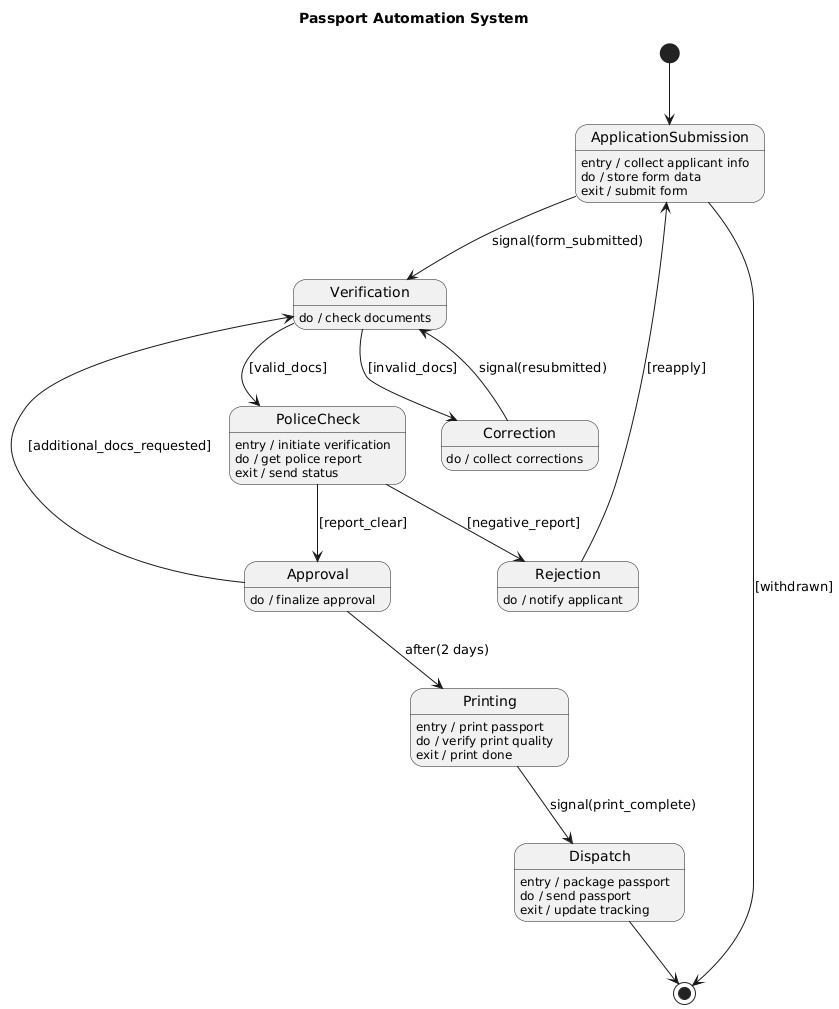 Passport Automation System
ApplicationSubmission
entry / collect applicant info
do / store form data
exit / submit form
signal(form_submitted)
Verification
do / check documents
[valid_docs]
[invalid_docs]
signal(resubmitted)
[reapply]
PoliceCheck
entry / initiate verification
do / get police report
exit / send status
Correction
do / collect corrections
[additional_docs_requested]
[report_clear]
[negative_report]
Approval
do / finalize approval
Rejection
do / notify applicant
[withdrawn]
after(2 days)
Printing
entry / print passport
do / verify print quality
exit / print done
signal(print_complete)
Dispatch
entry / package passport
do / send passport
exit / update tracking